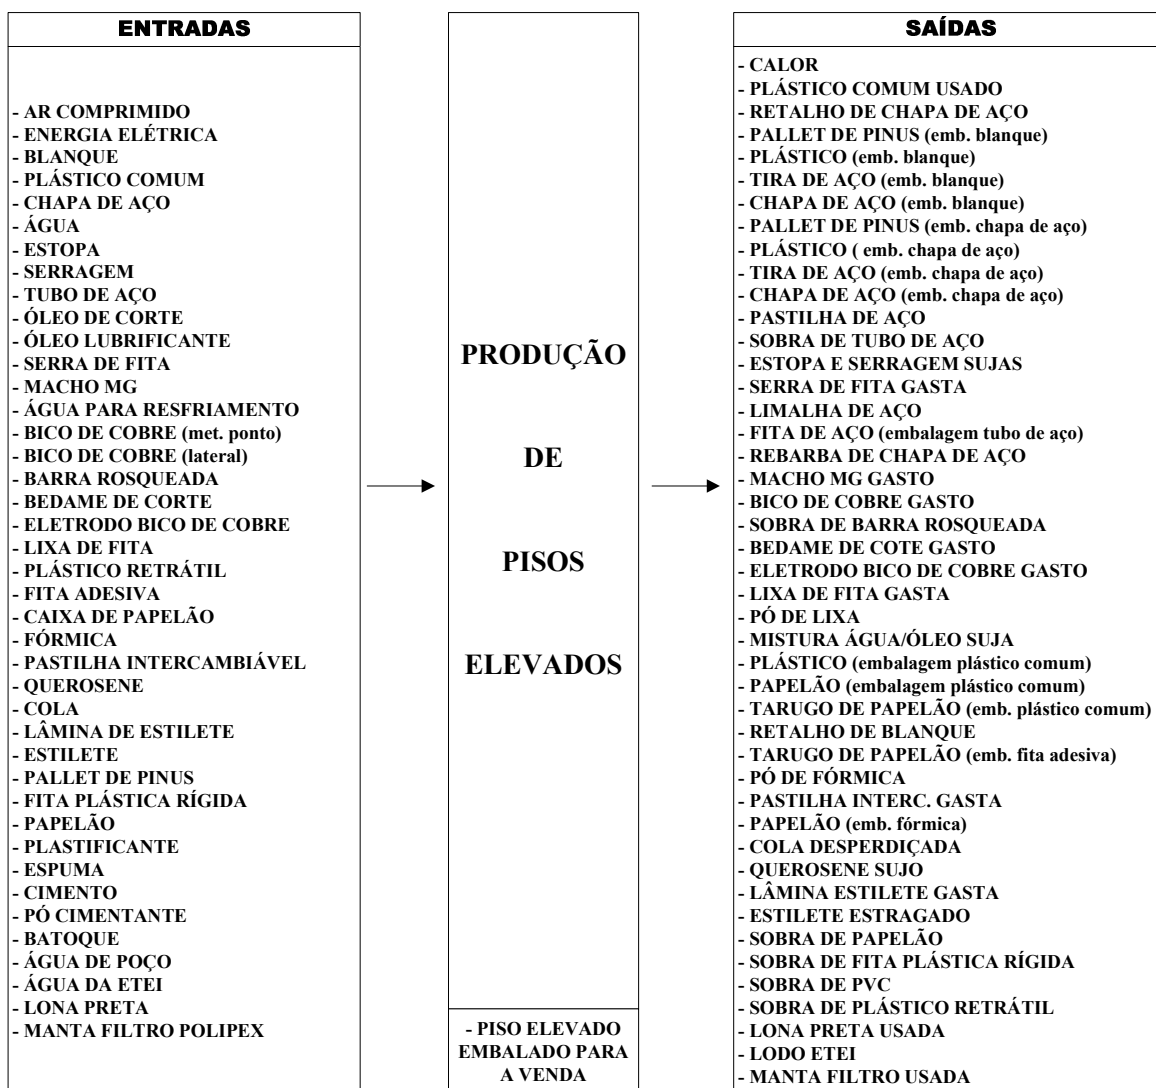 ENTRADAS
- AR COMPRIMIDO
- ENERGIA ELÉTRICA
- BLANQUE
- PLÁSTICO COMUM
- CHAPA DE AÇO
- ÁGUA
- ESTOPA
- SERRAGEM
- TUBO DE AÇO
- ÓLEO DE CORTE
- ÓLEO LUBRIFICANTE
- SERRA DE FITA
- MACHO MG
- ÁGUA PARA RESFRIAMENTO
- BICO DE COBRE (met. ponto)
- BICO DE COBRE (lateral)
- BARRA ROSQUEADA
- BEDAME DE CORTE
- ELETRODO BICO DE COBRE
- LIXA DE FITA
- PLÁSTICO RETRÁTIL
- FITA ADESIVA
- CAIXA DE PAPELÃO
- FÓRMICA
- PASTILHA INTERCAMBIÁVEL
- QUEROSENE
- COLA
- LÂMINA DE ESTILETE
- ESTILETE
- PALLET DE PINUS
- FITA PLÁSTICA RÍGIDA
- PAPELÃO
- PLASTIFICANTE
- ESPUMA
- CIMENTO
- PÓ CIMENTANTE
- BATOQUE
- ÁGUA DE POÇO
- ÁGUA DA ETEI
- LONA PRETA
- MANTA FILTRO POLIPEX
PRODUÇÃO
DE
PISOS
ELEVADOS
- PISO ELEVADO
EMBALADO PARA
A VENDA
SAÍDAS
- CALOR
- PLÁSTICO COMUM USADO
- RETALHO DE CHAPA DE AÇO
- PALLET DE PINUS (emb. blanque)
- PLÁSTICO (emb. blanque)
- TIRA DE AÇO (emb. blanque)
- CHAPA DE AÇO (emb. blanque)
- PALLET DE PINUS (emb. chapa de aço)
- PLÁSTICO ( emb. chapa de aço)
- TIRA DE AÇO (emb. chapa de aço)
- CHAPA DE AÇO (emb. chapa de aço)
- PASTILHA DE AÇO
- SOBRA DE TUBO DE AÇO
- ESTOPA E SERRAGEM SUJAS
- SERRA DE FITA GASTA
- LIMALHA DE AÇO
- FITA DE AÇO (embalagem tubo de aço)
- REBARBA DE CHAPA DE AÇO
- MACHO MG GASTO
- BICO DE COBRE GASTO
- SOBRA DE BARRA ROSQUEADA
- BEDAME DE COTE GASTO
- ELETRODO BICO DE COBRE GASTO
- LIXA DE FITA GASTA
- PÓ DE LIXA
- MISTURA ÁGUA/ÓLEO SUJA
- PLÁSTICO (embalagem plástico comum)
- PAPELÃO (embalagem plástico comum)
- TARUGO DE PAPELÃO (emb. plástico comum)
- RETALHO DE BLANQUE
- TARUGO DE PAPELÃO (emb. fita adesiva)
- PÓ DE FÓRMICA
- PASTILHA INTERC. GASTA
- PAPELÃO (emb. fórmica)
- COLA DESPERDIÇADA
- QUEROSENE SUJO
- LÂMINA ESTILETE GASTA
- ESTILETE ESTRAGADO
- SOBRA DE PAPELÃO
- SOBRA DE FITA PLÁSTICA RÍGIDA
- SOBRA DE PVC
- SOBRA DE PLÁSTICO RETRÁTIL
- LONA PRETA USADA
- LODO ETEI
- MANTA FILTRO USADA